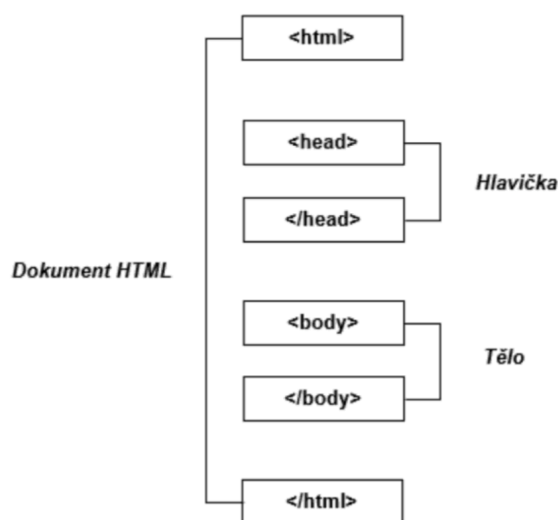 <html>
<head>
Hlavička
</head>
Dokument HTML
<body>
Tělo
</body>
</html>